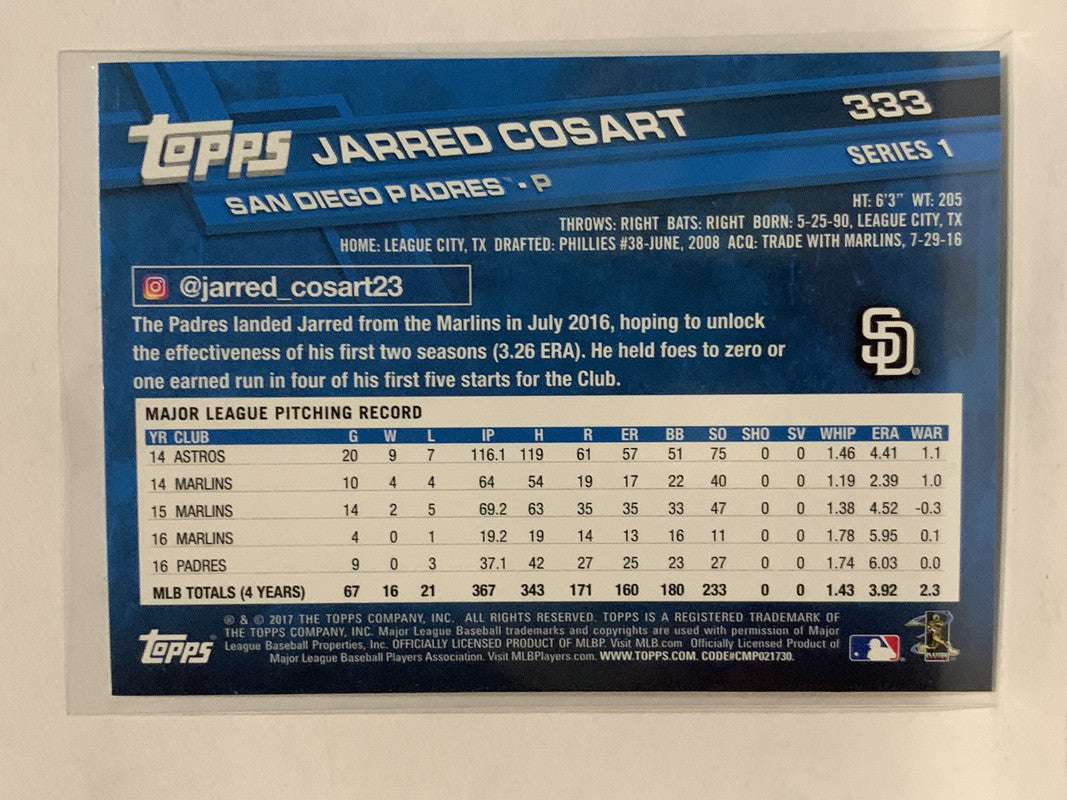 TOPPS JARRED COSART 333
SAN DIEGO PADRES™ • P SERIES 1
HT: 6'3" WT: 205
THROWS: RIGHT BATS: RIGHT BORN: 5-25-90, LEAGUE CITY, TX
HOME: LEAGUE CITY, TX DRAFTED: PHILLIES #38-JUNE, 2008 ACQ: TRADE WITH MARLINS, 7-29-16
@jarred_cosart23
The Padres landed Jarred from the Marlins in July 2016, hoping to unlock
the effectiveness of his first two seasons (3.26 ERA). He held foes to zero or
one earned run in four of his first five starts for the Club.
SD
MAJOR LEAGUE PITCHING RECORD
YR CLUB G W L IP H R ER BB SO SHO SV WHIP ERA WAR
14 ASTROS 20 9 7 116.1 119 61 57 51 75 0 0 1.46 4.41 1.1
14 MARLINS 10 4 4 64 54 19 17 22 40 0 0 1.19 2.39 1.0
15 MARLINS 14 2 5 69.2 63 35 35 33 47 0 0 1.38 4.52 -0.3
16 MARLINS 4 0 1 19.2 19 14 13 16 11 0 0 1.78 5.95 0.1
16 PADRES 9 0 3 37.1 42 27 25 23 27 0 0 1.74 6.03 0.0
MLB TOTALS (4 YEARS) 67 16 21 367 343 171 160 180 233 0 0 1.43 3.92 2.3
® & © 2017 THE TOPPS COMPANY, INC. ALL RIGHTS RESERVED. TOPPS IS A REGISTERED TRADEMARK OF
THE TOPPS COMPANY, INC. Major League Baseball trademarks and copyrights are used with permission of Major
League Baseball Properties, Inc. OFFICIALLY LICENSED PRODUCT OF MLBP. Visit MLB.com Officially Licensed Product of
Major League Baseball Players Association. Visit MLBPlayers.com. WWW.TOPPS.COM. CODE#CMP021730.
TOPPS